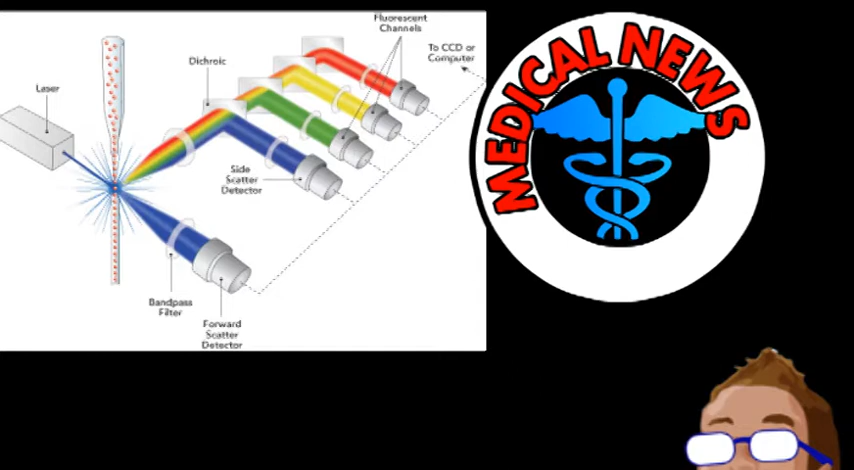 Fluorescent
Channels
To CCD or
Computer
Dichroic
Laser
Side
Scatter
Detector
Bandpass
Filter
Forward
Scatter
Detector
MEDICAL NEWS